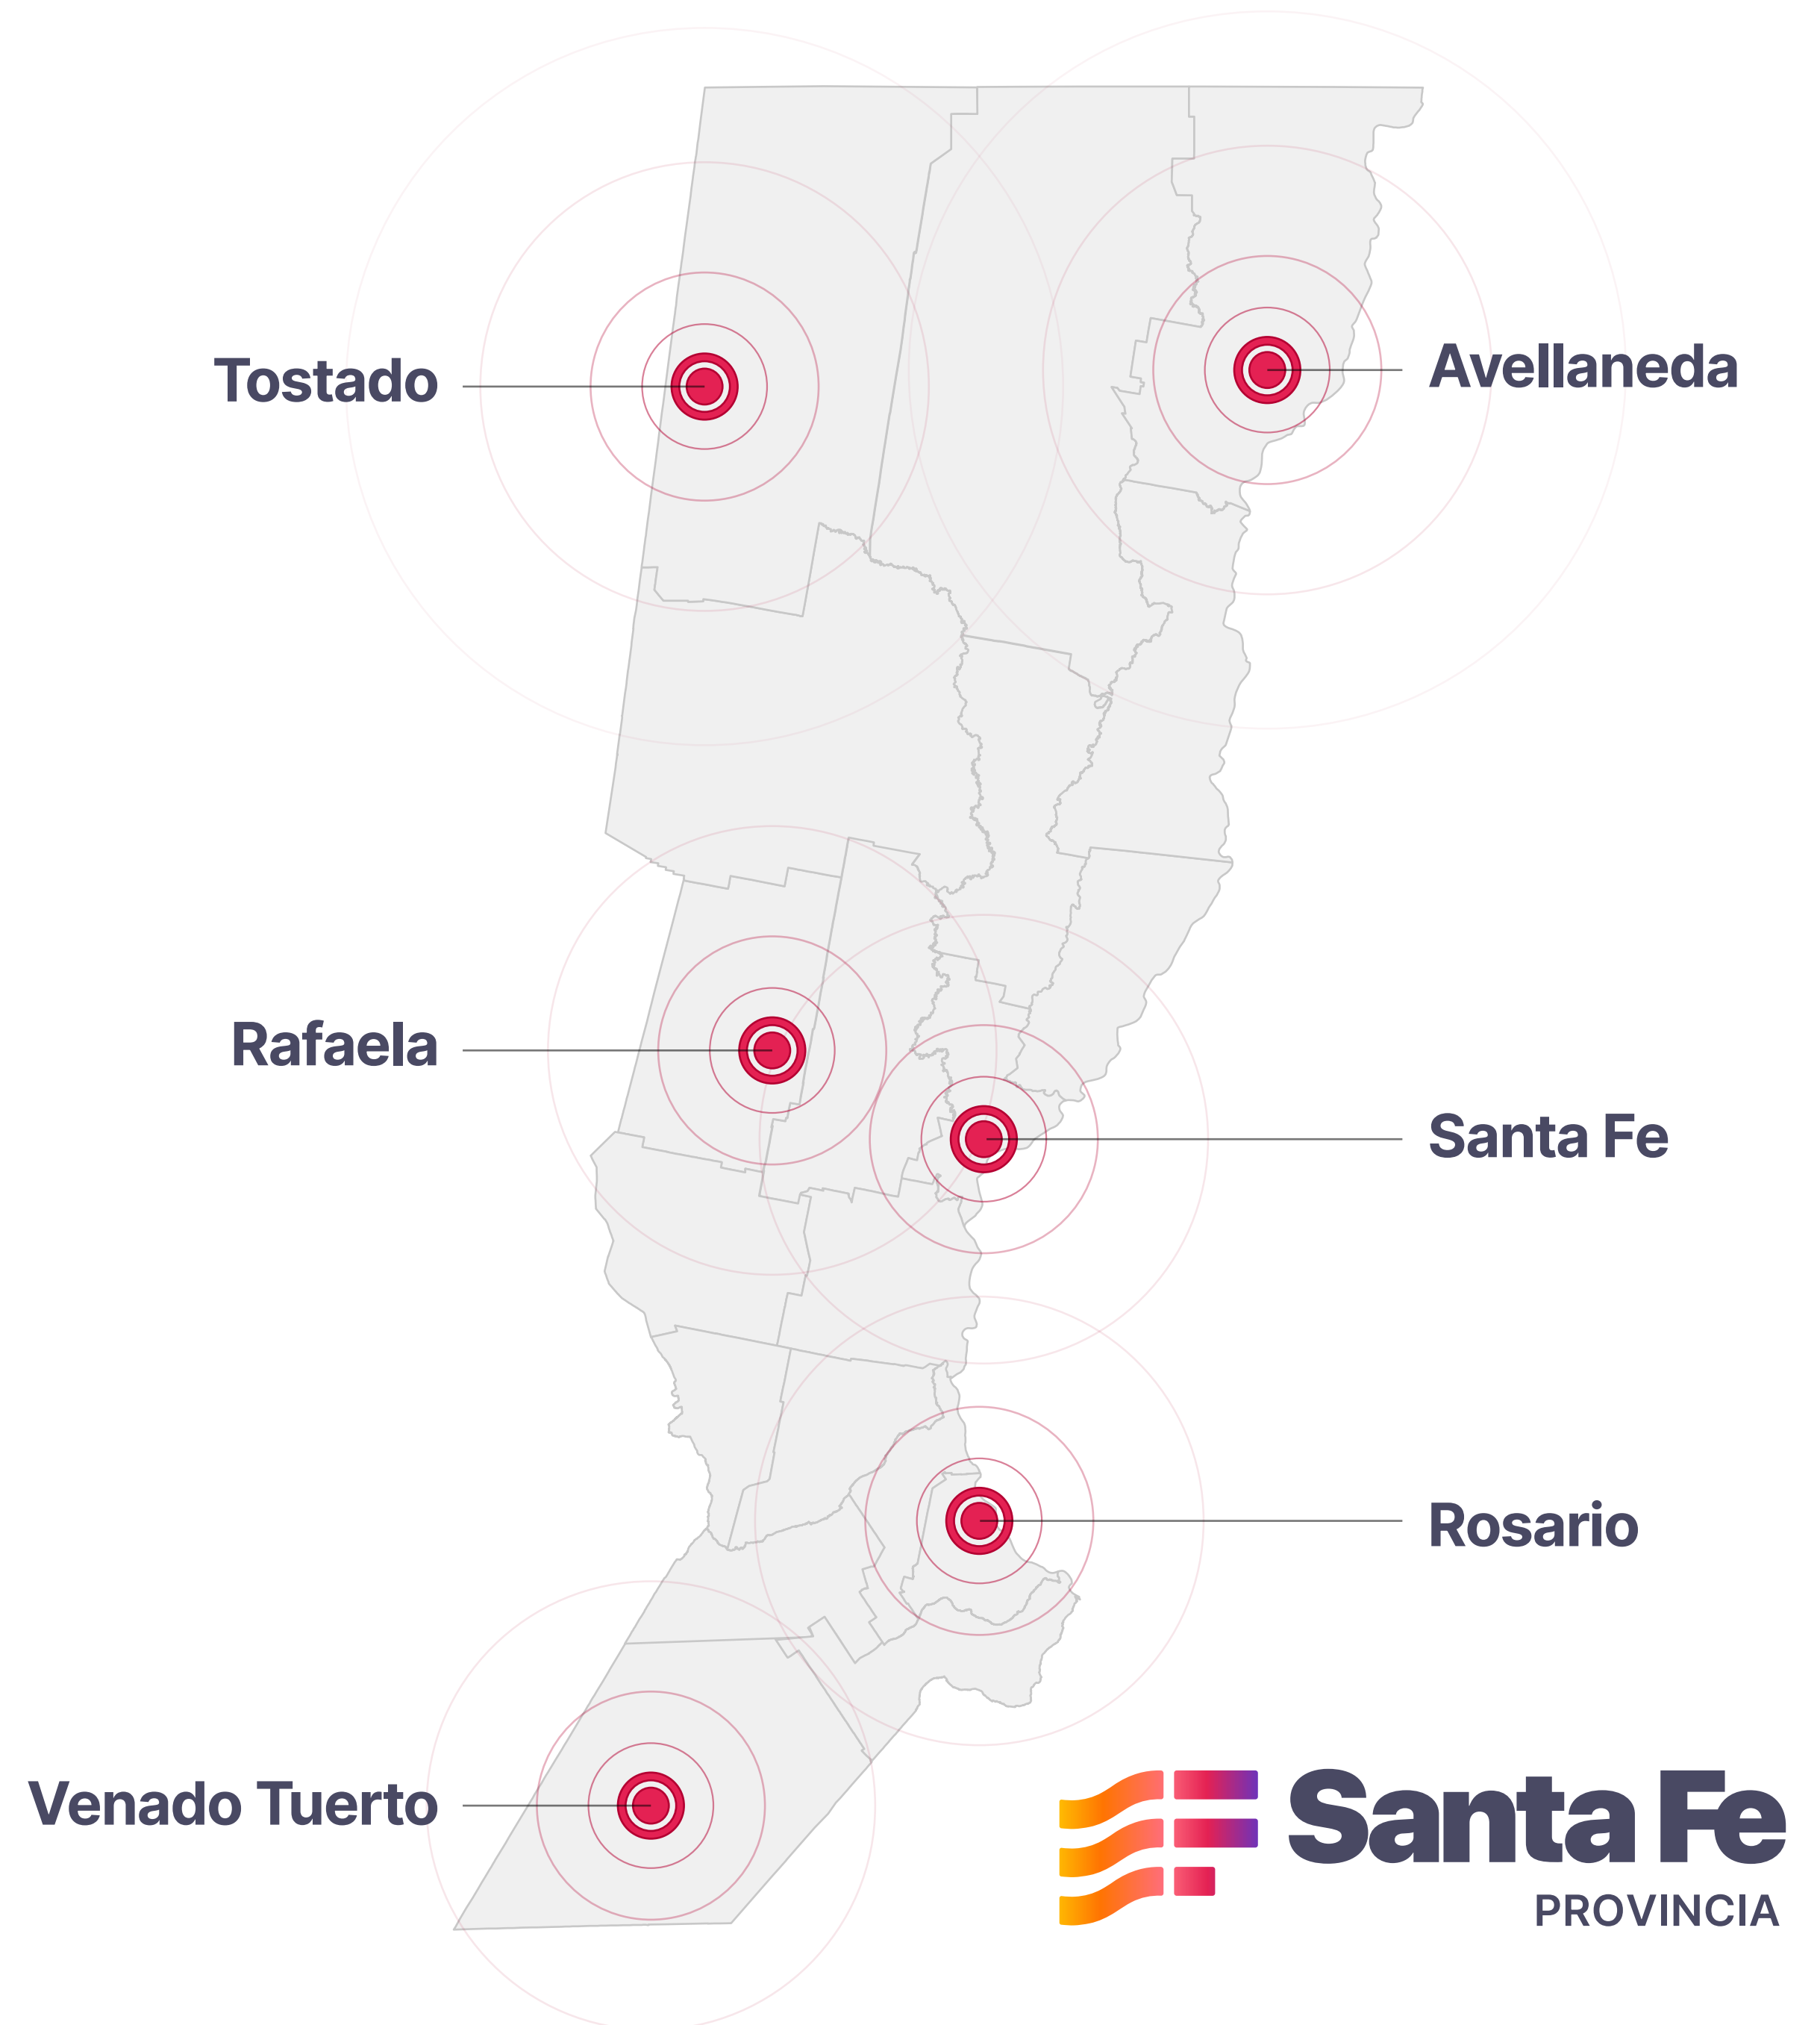 Avellaneda
Tostado
Rafaela
Santa Fe
Rosario
Venado Tuerto
Santa Fe
PROVINCIA